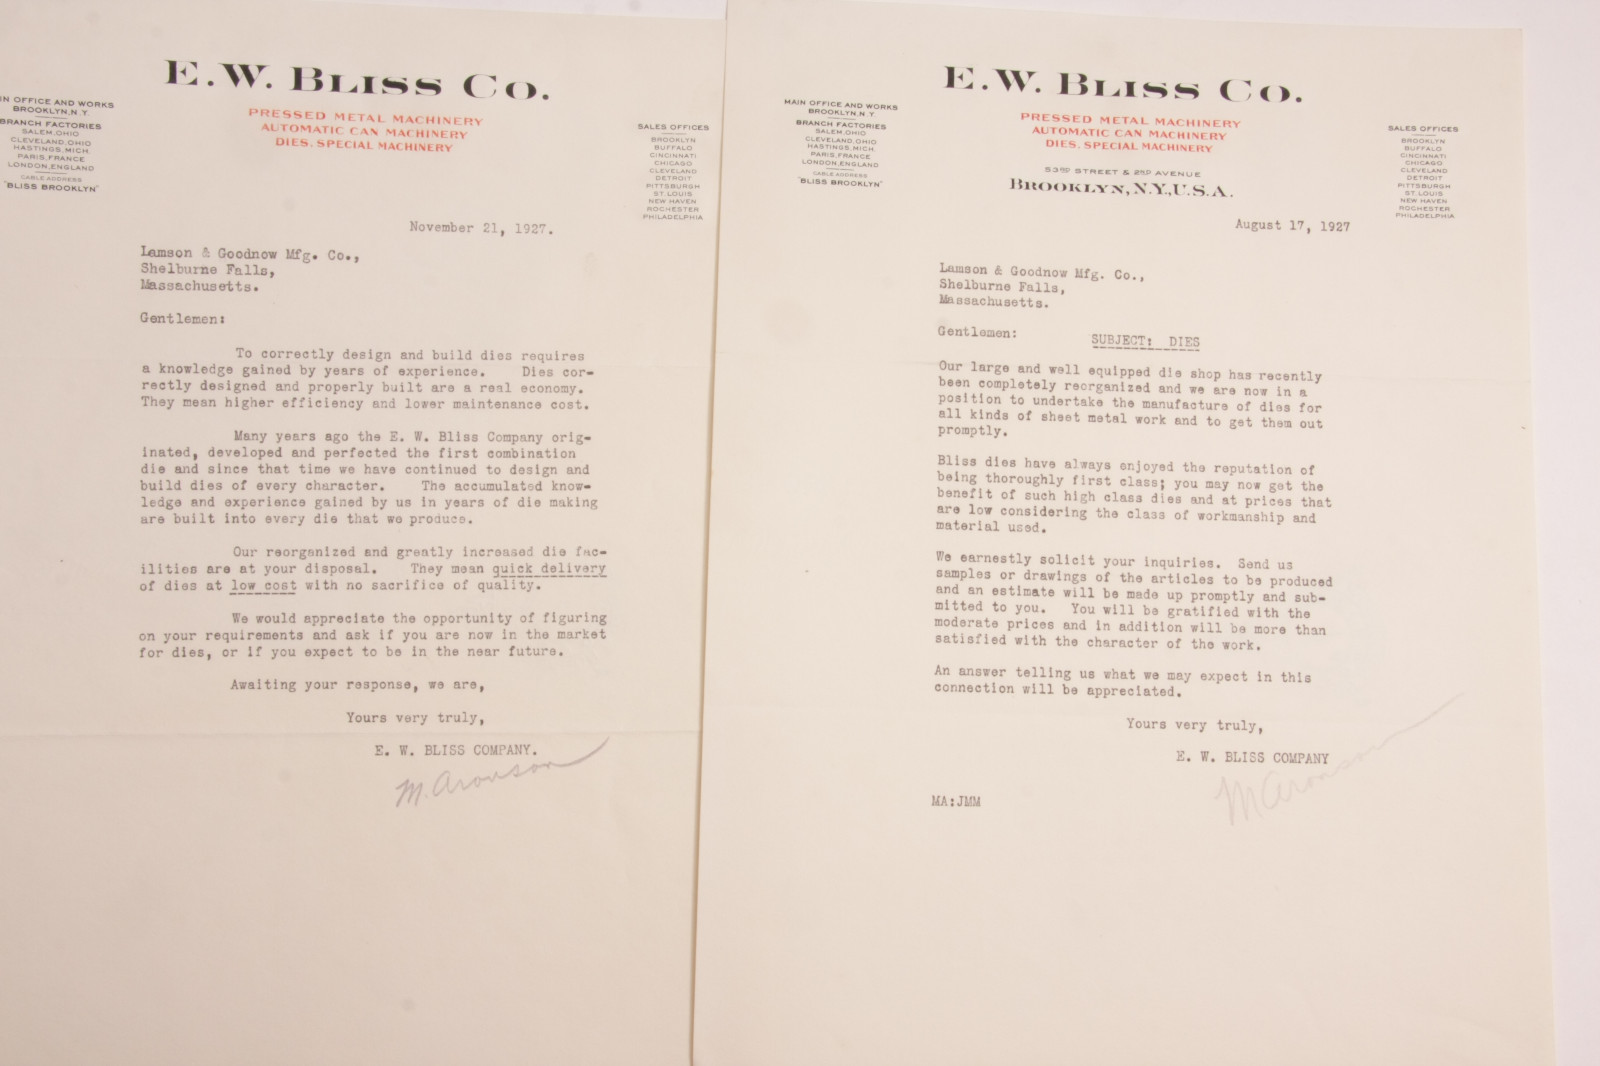 E.W. BLISS CO.
MAIN OFFICE AND WORKS
BROOKLYN, N.Y.
BRANCH FACTORIES
SALEM, OHIO
CLEVELAND, OHIO
HASTINGS, MICH.
PARIS, FRANCE
LONDON, ENGLAND
CABLE ADDRESS
"BLISS BROOKLYN"
PRESSED METAL MACHINERY
AUTOMATIC CAN MACHINERY
DIES, SPECIAL MACHINERY
SALES OFFICES
BROOKLYN
BUFFALO
CINCINNATI
CHICAGO
CLEVELAND
DETROIT
PITTSBURGH
ST. LOUIS
NEW HAVEN
ROCHESTER
PHILADELPHIA
November 21, 1927.
Lamson & Goodnow Mfg. Co.,
Shelburne Falls,
Massachusetts.
Gentlemen:
To correctly design and build dies requires
a knowledge gained by years of experience. Dies cor-
rectly designed and properly built are a real economy.
They mean higher efficiency and lower maintenance cost.
Many years ago the E. W. Bliss Company orig-
inated, developed and perfected the first combination
die and since that time we have continued to design and
build dies of every character. The accumulated know-
ledge and experience gained by us in years of die making
are built into every die that we produce.
Our reorganized and greatly increased die fac-
ilities are at your disposal. They mean quick delivery
of dies at low cost with no sacrifice of quality.
We would appreciate the opportunity of figuring
on your requirements and ask if you are now in the market
for dies, or if you expect to be in the near future.
Awaiting your response, we are,
Yours very truly,
E. W. BLISS COMPANY.
M. Aronson
E.W. BLISS CO.
MAIN OFFICE AND WORKS
BROOKLYN, N.Y.
BRANCH FACTORIES
SALEM, OHIO
CLEVELAND, OHIO
HASTINGS, MICH.
PARIS, FRANCE
LONDON, ENGLAND
CABLE ADDRESS
"BLISS BROOKLYN"
PRESSED METAL MACHINERY
AUTOMATIC CAN MACHINERY
DIES, SPECIAL MACHINERY
53RD STREET & 2ND AVENUE
BROOKLYN, N.Y., U.S.A.
SALES OFFICES
BROOKLYN
BUFFALO
CINCINNATI
CHICAGO
CLEVELAND
DETROIT
PITTSBURGH
ST. LOUIS
NEW HAVEN
ROCHESTER
PHILADELPHIA
August 17, 1927
Lamson & Goodnow Mfg. Co.,
Shelburne Falls,
Massachusetts.
Gentlemen:
SUBJECT: DIES
Our large and well equipped die shop has recently
been completely reorganized and we are now in a
position to undertake the manufacture of dies for
all kinds of sheet metal work and to get them out
promptly.
Bliss dies have always enjoyed the reputation of
being thoroughly first class; you may now get the
benefit of such high class dies and at prices that
are low considering the class of workmanship and
material used.
We earnestly solicit your inquiries. Send us
samples or drawings of the articles to be produced
and an estimate will be made up promptly and sub-
mitted to you. You will be gratified with the
moderate prices and in addition will be more than
satisfied with the character of the work.
An answer telling us what we may expect in this
connection will be appreciated.
Yours very truly,
E. W. BLISS COMPANY
M Aronson
MA:JMM